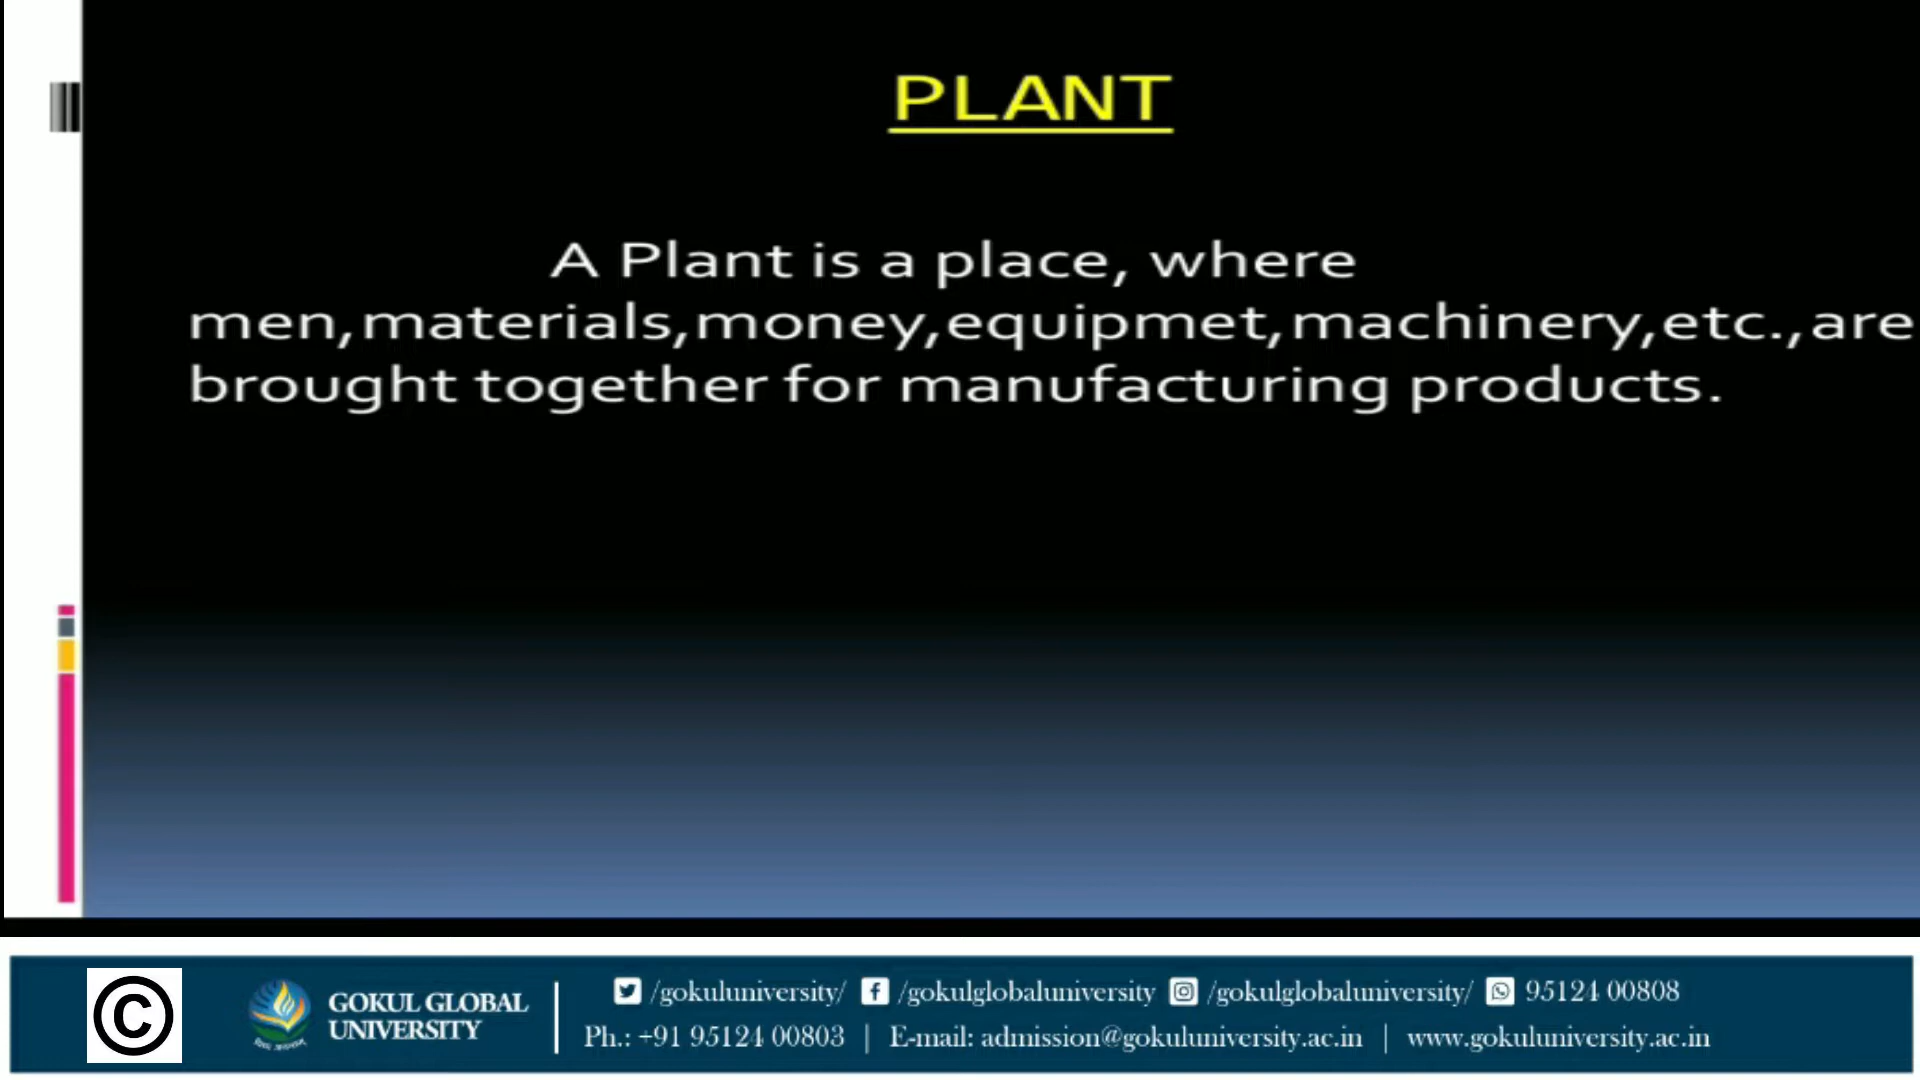 PLANT
A Plant is a place, where
men,materials,money,equipmet,machinery,etc.,are
brought together for manufacturing products.
©
GOKUL GLOBAL
UNIVERSITY
/gokuluniversity/ /gokulglobaluniversity /gokulglobaluniversity/ 95124 00808
Ph.: +91 95124 00803 | E-mail: admission@gokuluniversity.ac.in | www.gokuluniversity.ac.in